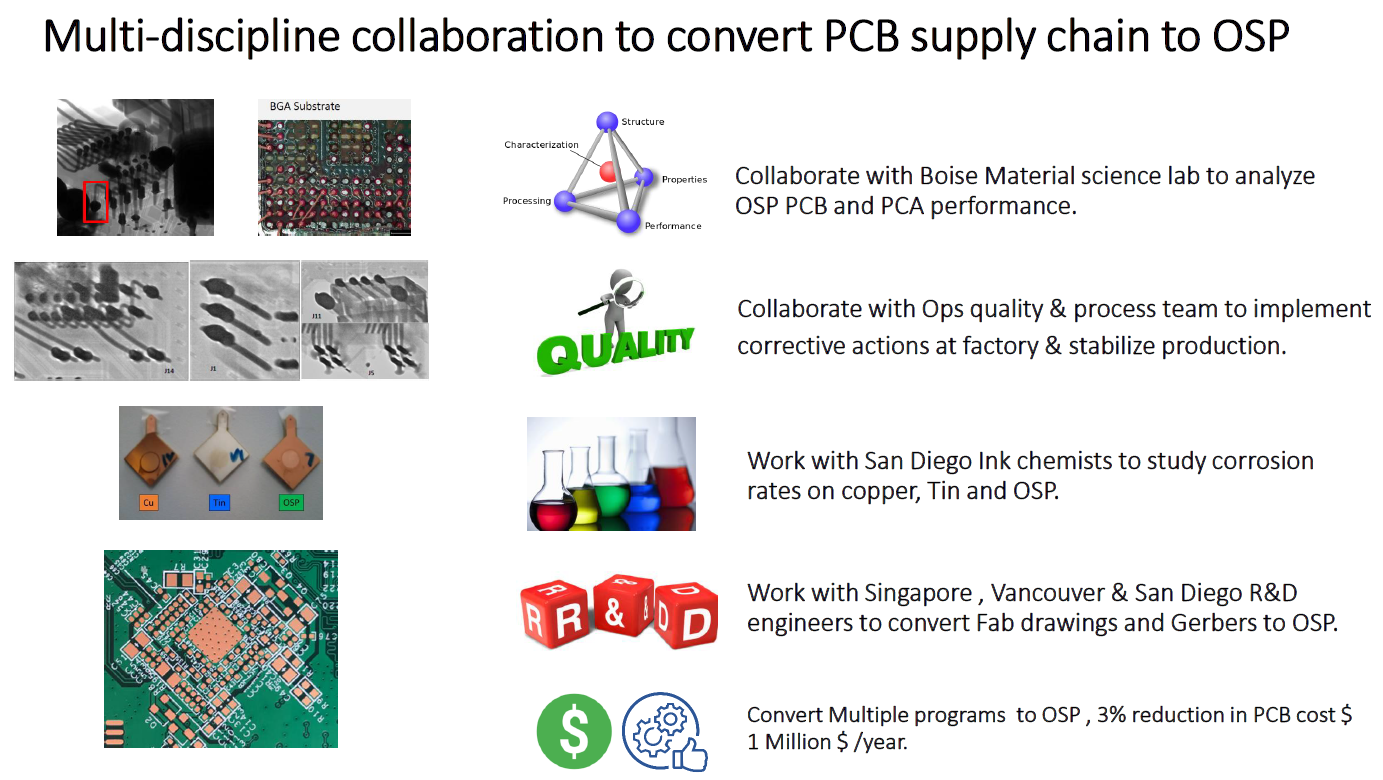 Multi-discipline collaboration to convert PCB supply chain to OSP
BGA Substrate
Structure
Characterization
Properties
Processing
Performance
Collaborate with Boise Material science lab to analyze
OSP PCB and PCA performance.
J14
J1
J11
J5
QUALITY
Collaborate with Ops quality & process team to implement
corrective actions at factory & stabilize production.
Cu
Tin
OSP
Work with San Diego Ink chemists to study corrosion
rates on copper, Tin and OSP.
R R & & D D
Work with Singapore , Vancouver & San Diego R&D
engineers to convert Fab drawings and Gerbers to OSP.
$
Convert Multiple programs  to OSP , 3% reduction in PCB cost $
1 Million $ /year.